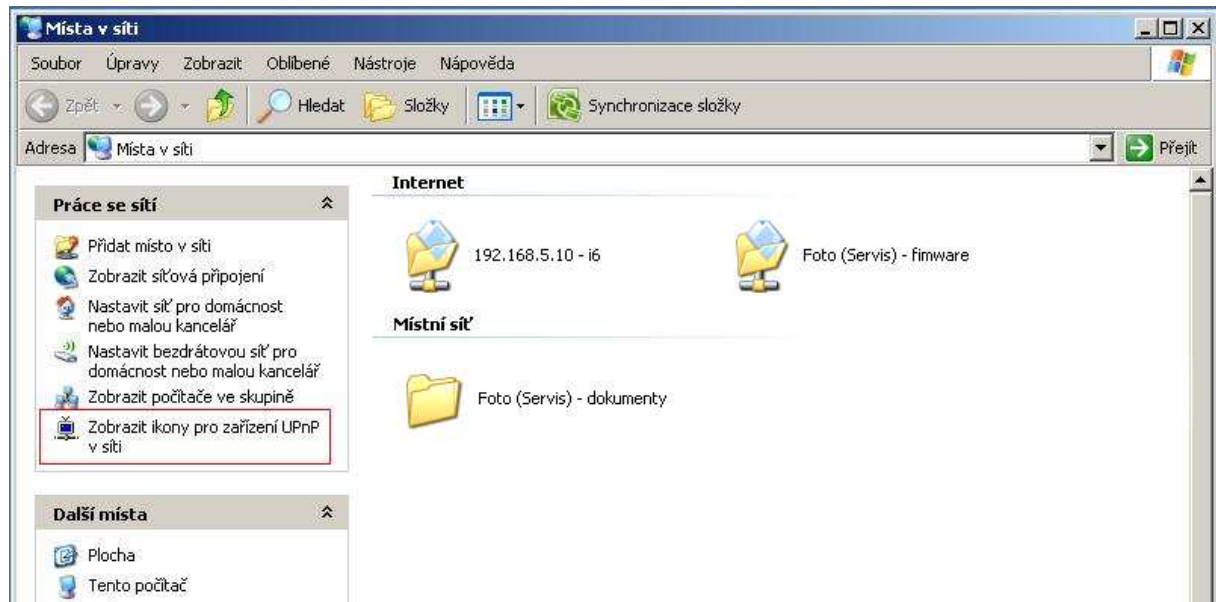 Místa v síti
Soubor Úpravy Zobrazit Oblíbené Nástroje Nápověda
Zpět Hledat Složky Synchronizace složky
Adresa Místa v síti Přejít
Práce se sítí
Přidat místo v síti
Zobrazit síťová připojení
Nastavit síť pro domácnost
nebo malou kancelář
Nastavit bezdrátovou síť pro
domácnost nebo malou kancelář
Zobrazit počítače ve skupině
Zobrazit ikony pro zařízení UPnP
v síti
Další místa
Plocha
Tento počítač
Internet
192.168.5.10 - i6 Foto (Servis) - fimware
Místní síť
Foto (Servis) - dokumenty